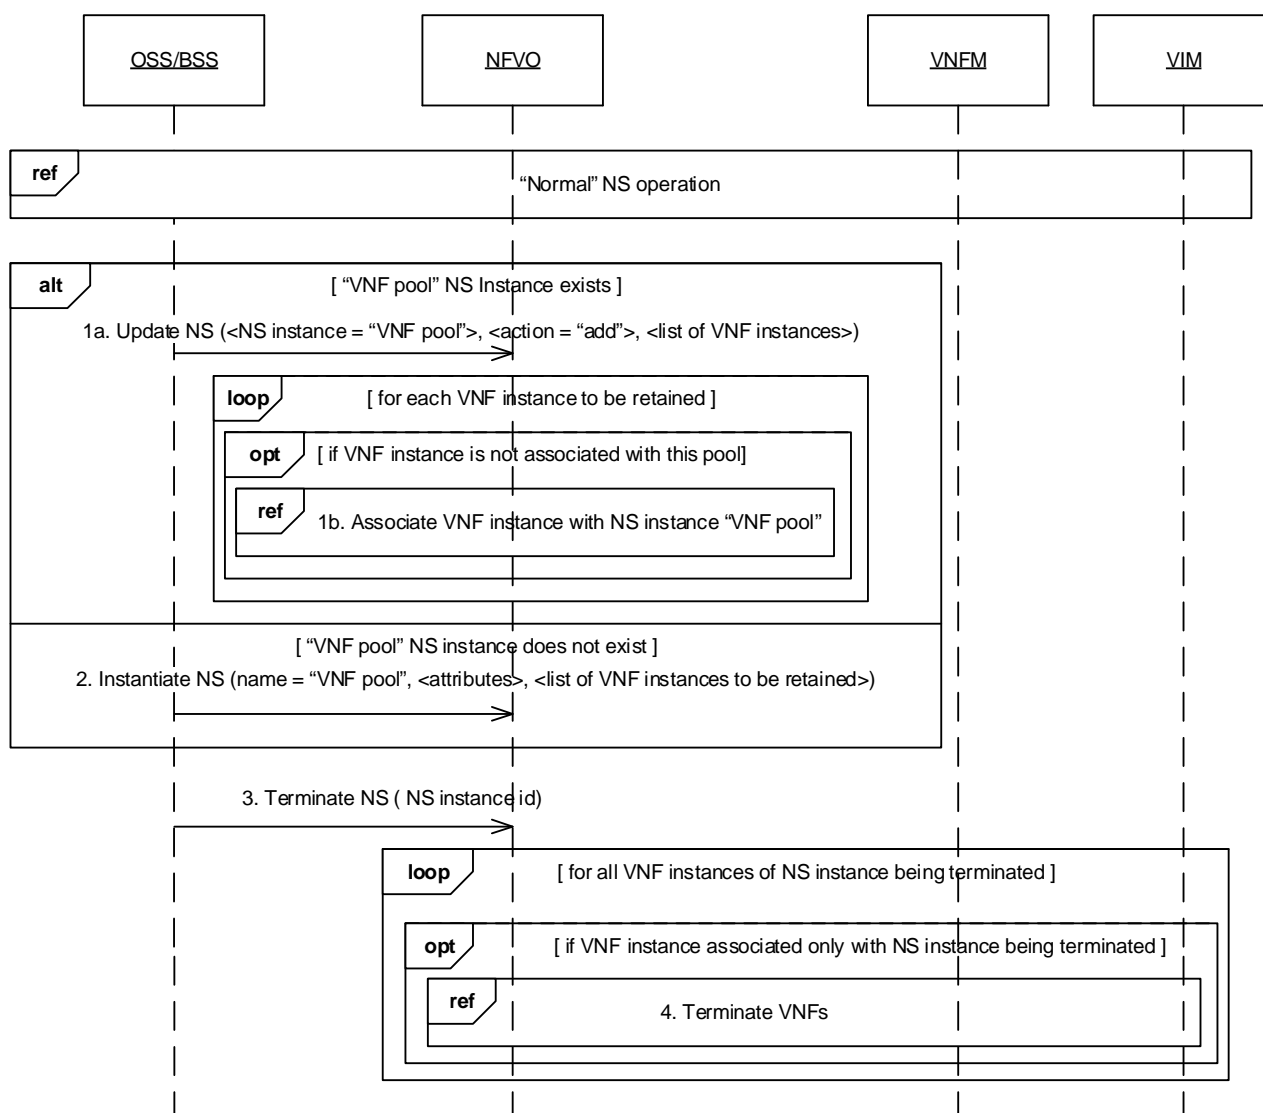 OSS/BSS
NFVO
VNFM
VIM
ref
“Normal” NS operation
alt
[ “VNF pool” NS Instance exists ]
1a. Update NS (<NS instance = “VNF pool”>, <action = “add”>, <list of VNF instances>)
loop
[ for each VNF instance to be retained ]
opt
[ if VNF instance is not associated with this pool]
ref
1b. Associate VNF instance with NS instance “VNF pool”
[ “VNF pool” NS instance does not exist ]
2. Instantiate NS (name = “VNF pool”, <attributes>, <list of VNF instances to be retained>)
3. Terminate NS ( NS instance id)
loop
[ for all VNF instances of NS instance being terminated ]
opt
[ if VNF instance associated only with NS instance being terminated ]
ref
4. Terminate VNFs